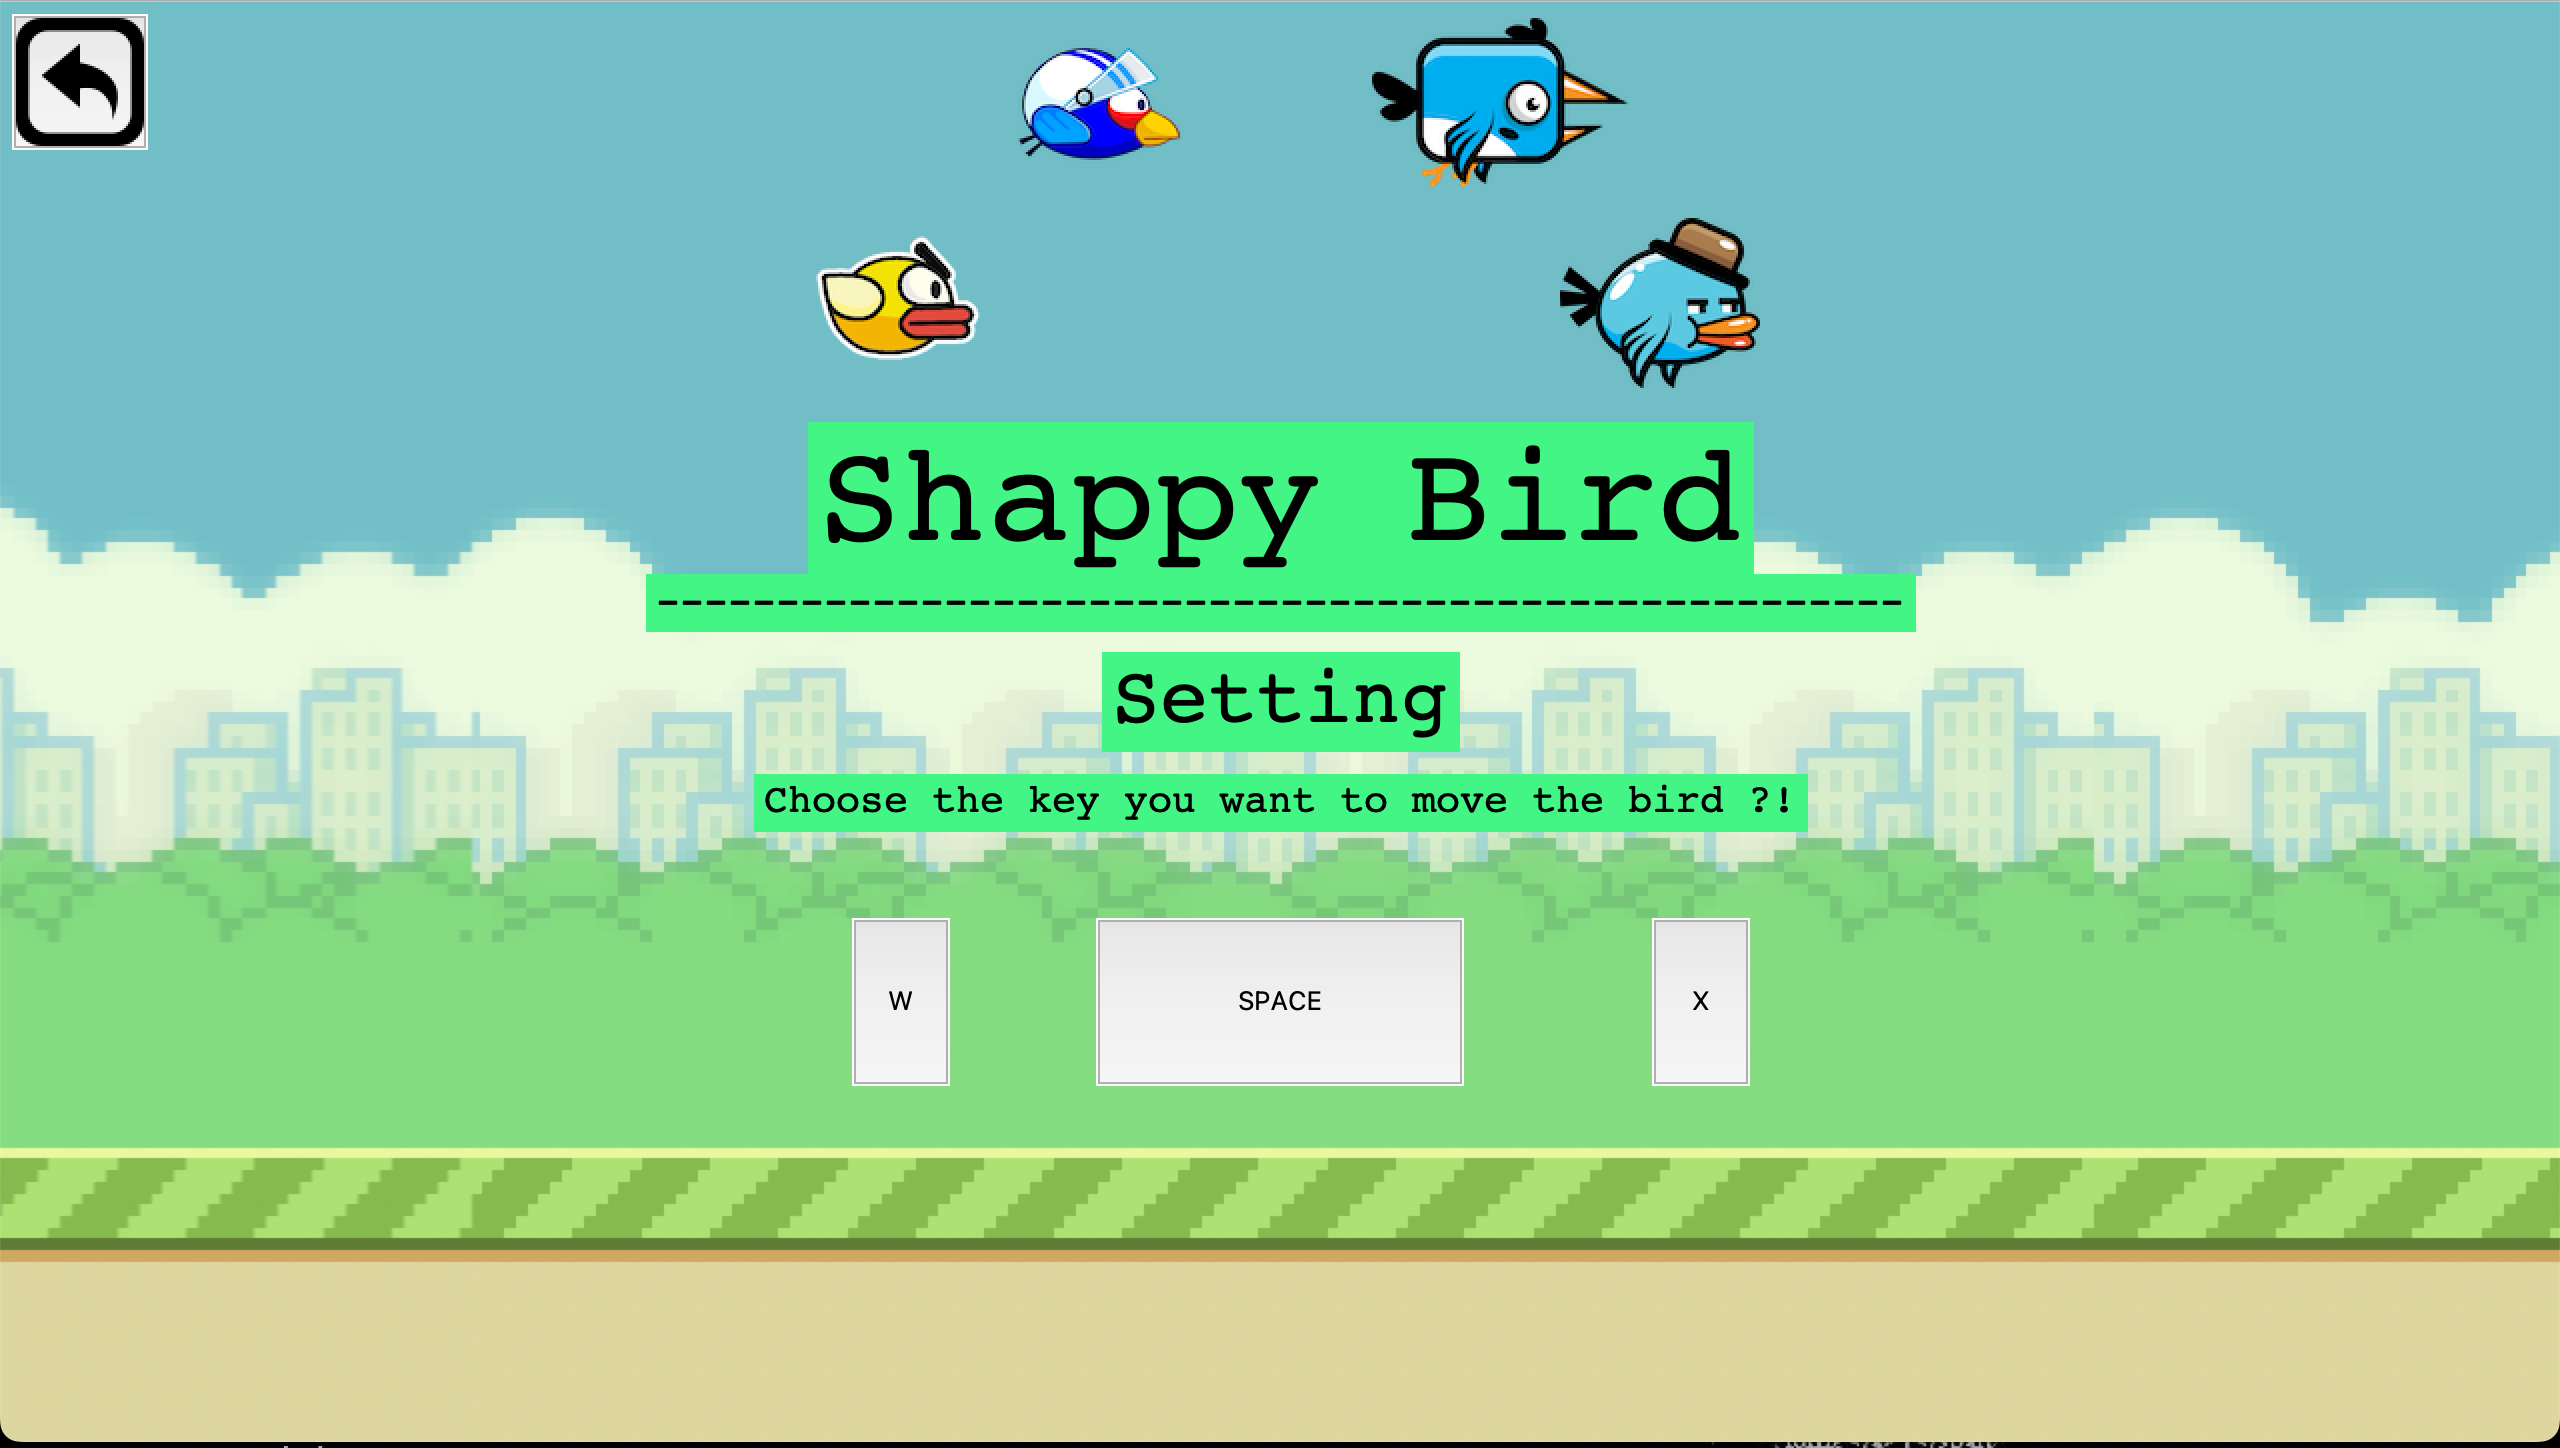 Shappy Bird
----------------------------------------------------
Setting
Choose the key you want to move the bird ?!
W SPACE X